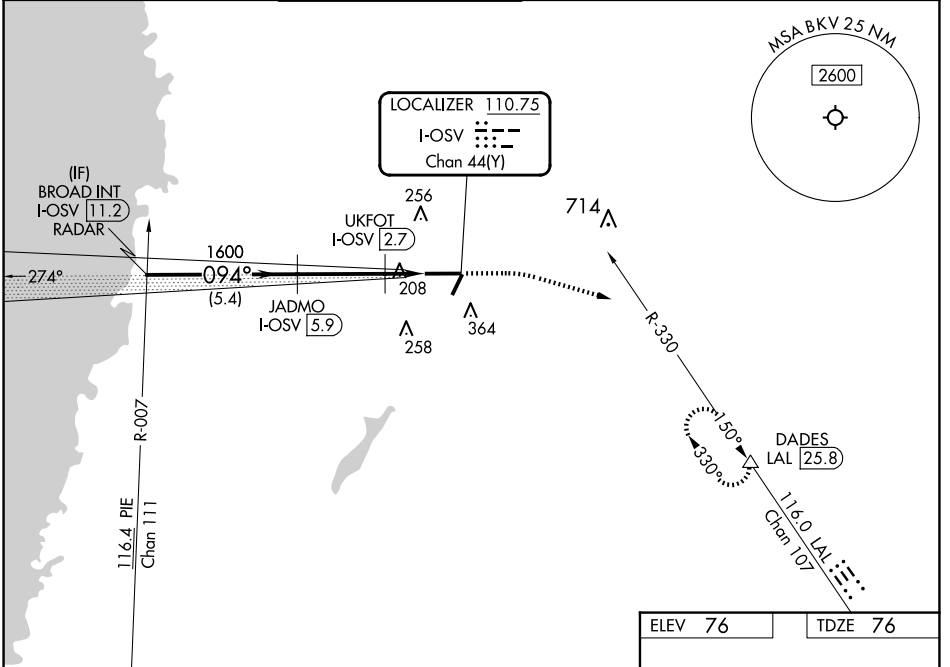 MSA BKV 25 NM
2600
LOCALIZER 110.75
I-OSV
Chan 44(Y)
(IF)
BROAD INT
I-OSV 11.2
RADAR
256
714
UKFOT
I-OSV 2.7
1600
094°
(5.4)
274°
208
JADMO
I-OSV 5.9
364
258
R-330
R-007
150°
330°
DADES
LAL 25.8
116.4 PIE
Chan 111
116.0 LAL
Chan 107
ELEV 76
TDZE 76